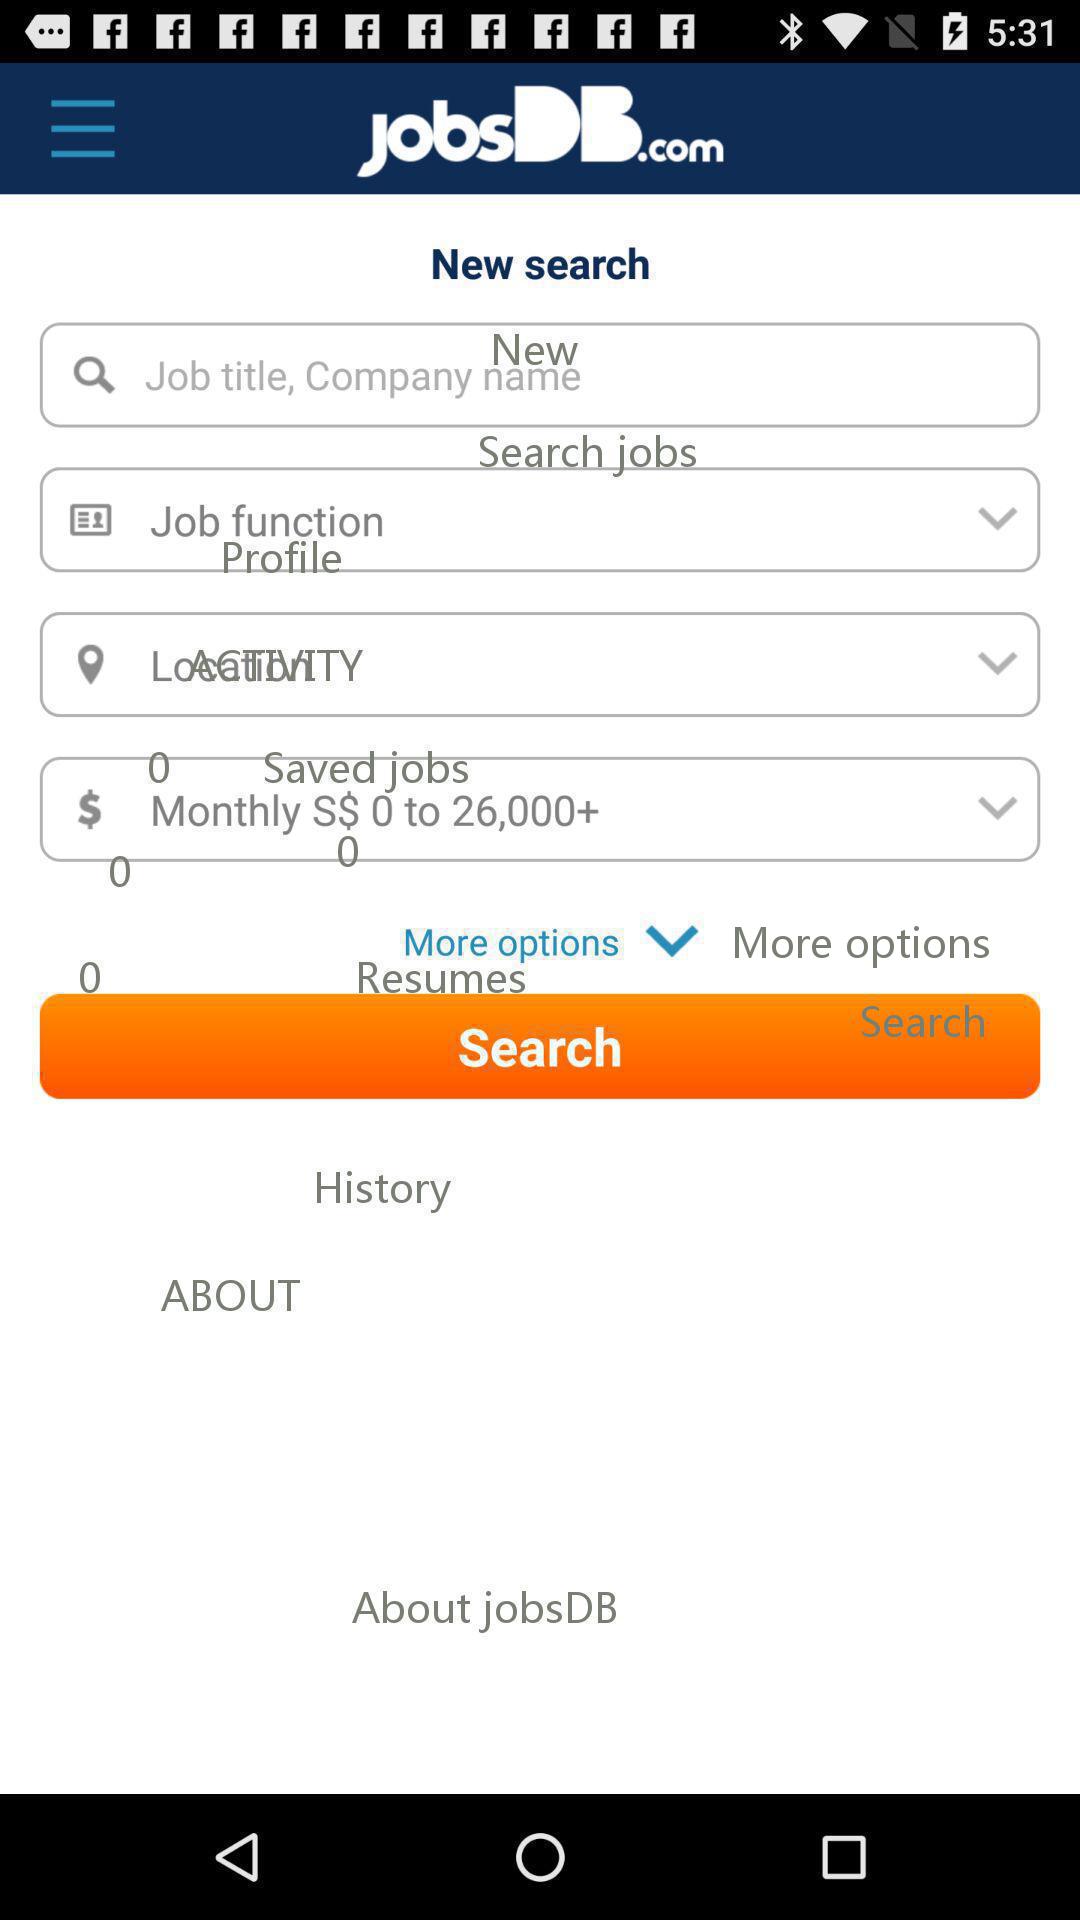 5:31
jobsDB.com
New search
New
Job title, Company name
Search jobs
Job function
Profile
Location
ACTIVITY
0 Saved jobs
Monthly S$ 0 to 26,000+
0
0
More options More options
0 Resumes
Search
Search
History
ABOUT
About jobsDB